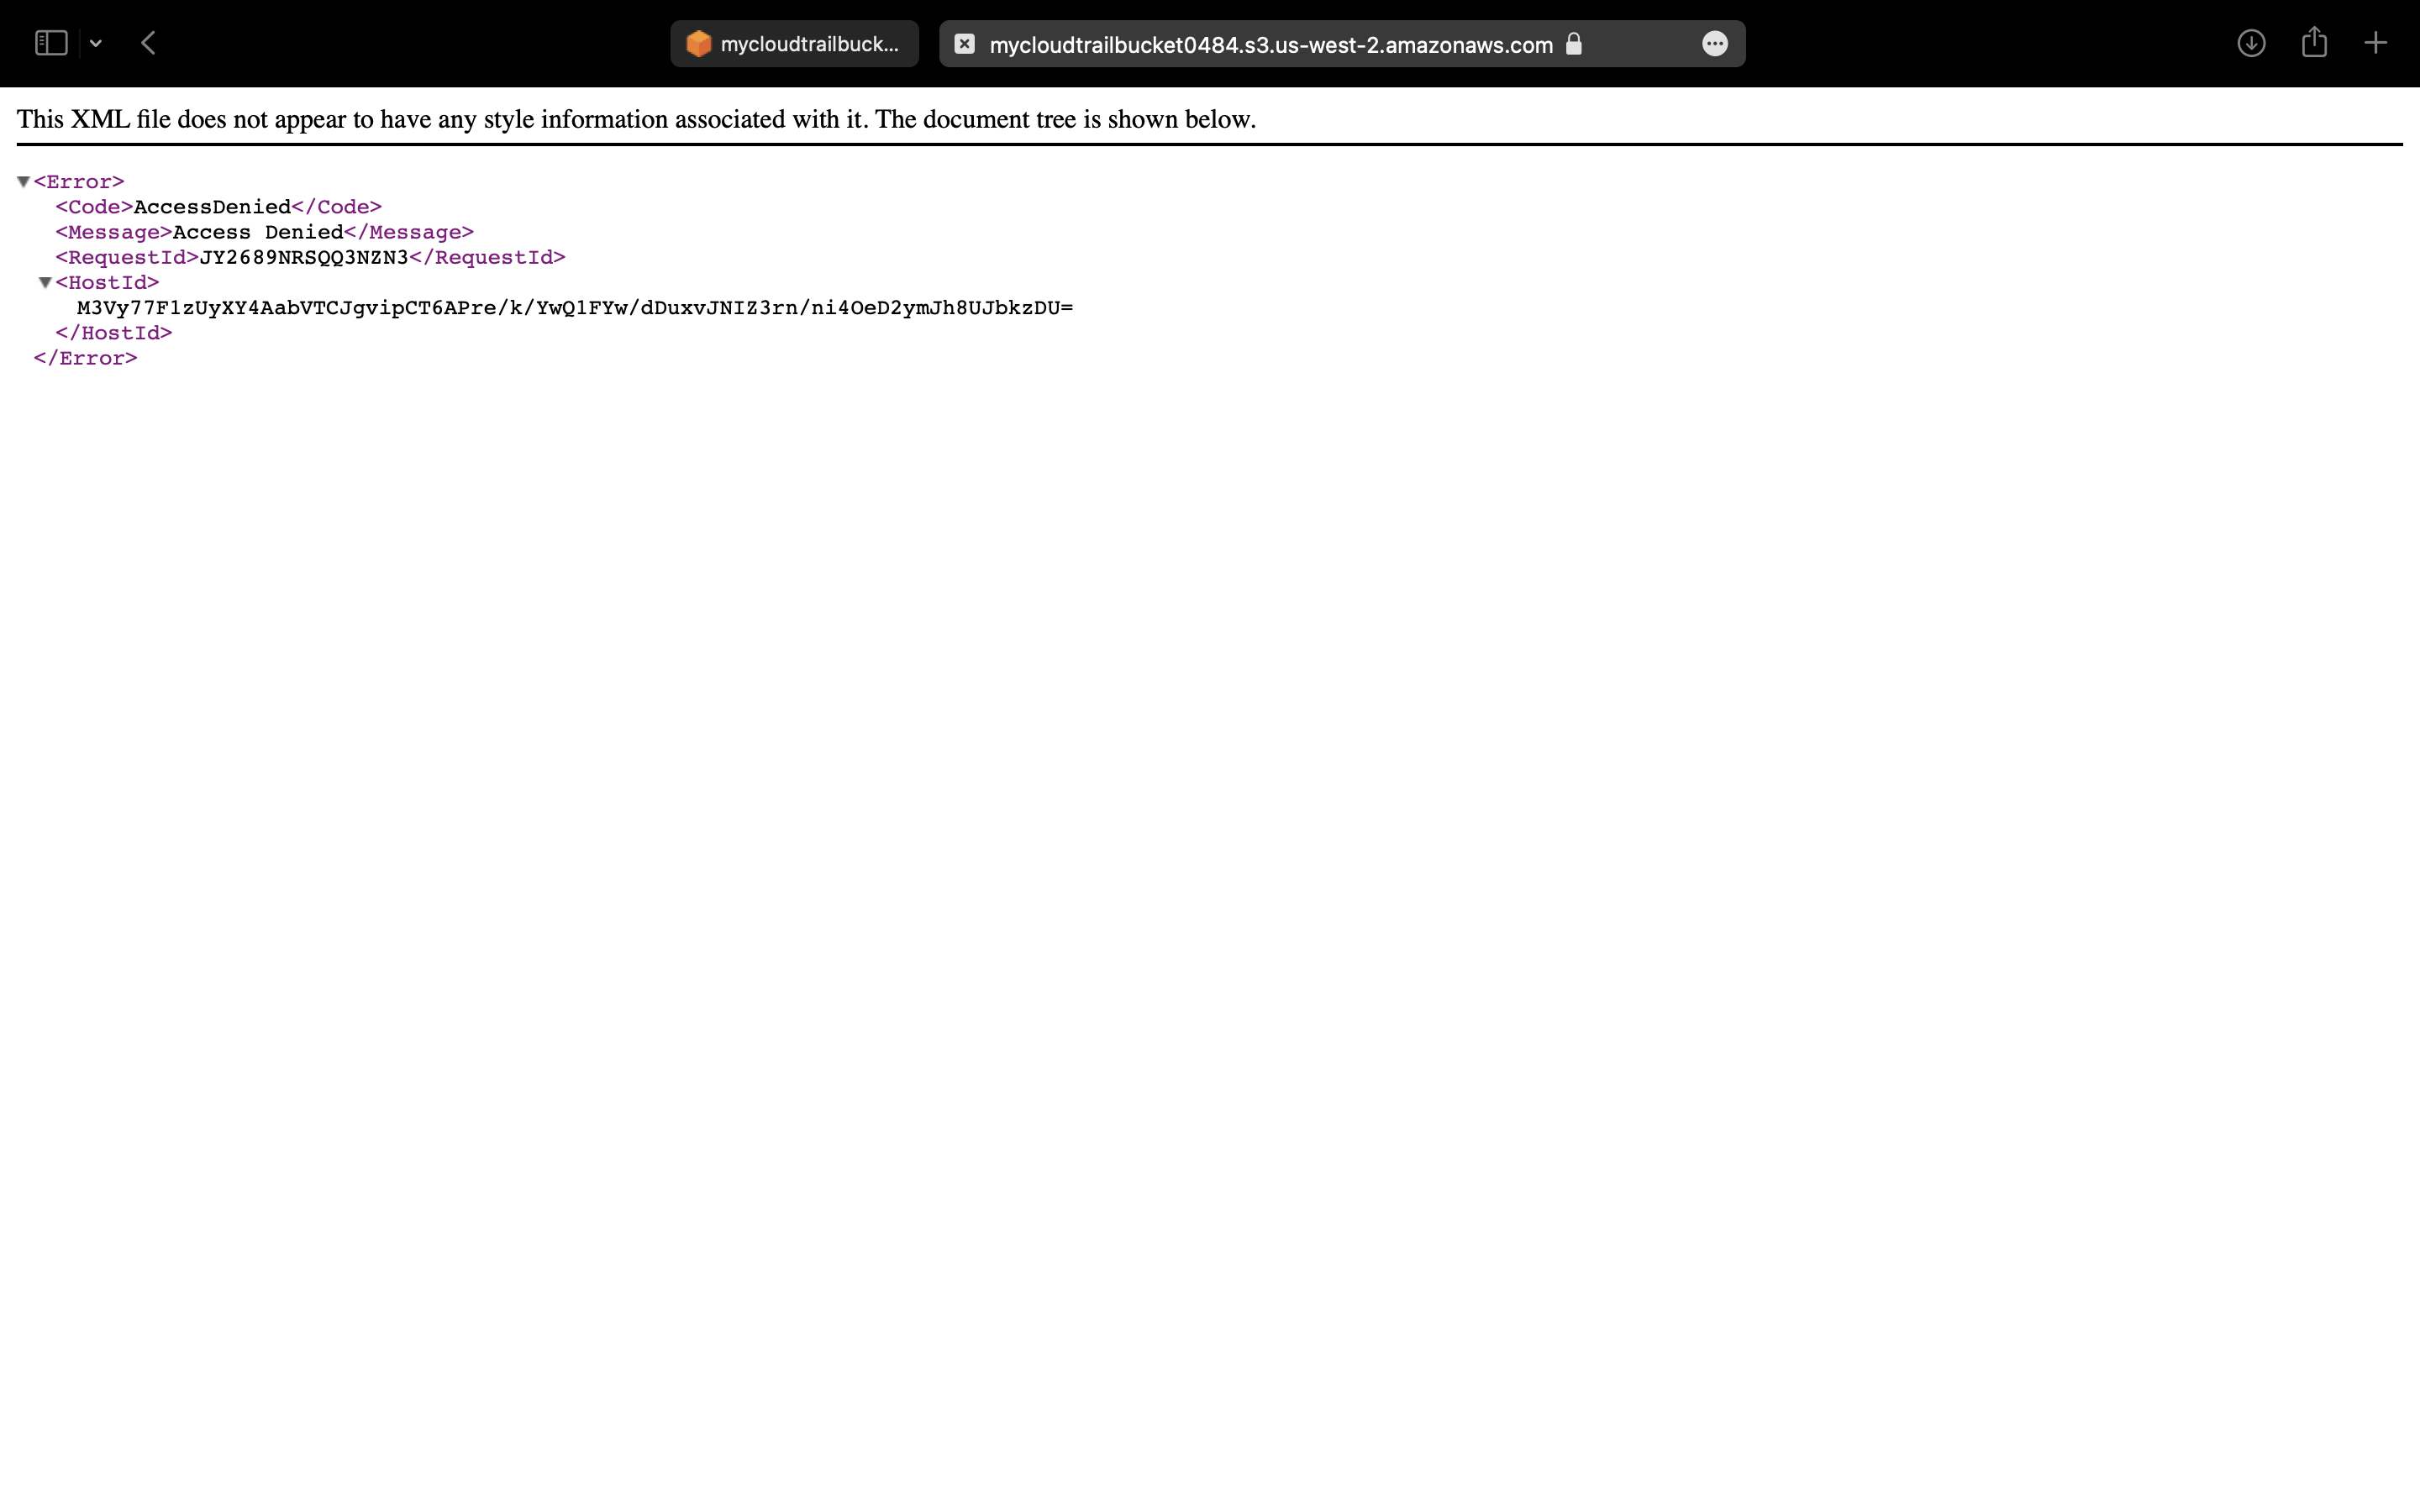 mycloudtrailbuck...
mycloudtrailbucket0484.s3.us-west-2.amazonaws.com
This XML file does not appear to have any style information associated with it. The document tree is shown below.
<Error>
<Code>AccessDenied</Code>
<Message>Access Denied</Message>
<RequestId>JY2689NRSQQ3NZN3</RequestId>
<HostId>
M3Vy77F1zUyXY4AabVTCJgvipCT6APre/k/YwQ1FYw/dDuxvJNIZ3rn/ni4OeD2ymJh8UJbkzDU=
</HostId>
</Error>